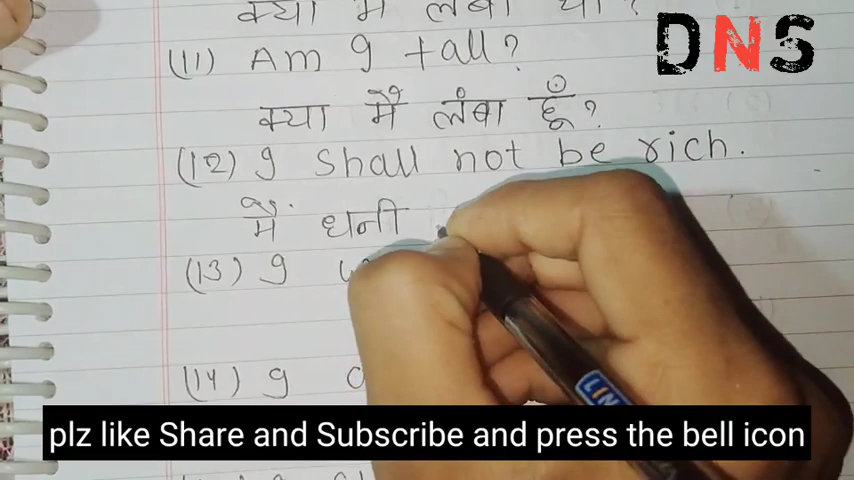 क्या मैं लंबा था?
DNS
(11) Am I tall?
क्या मैं लंबा हूँ?
(12) I shall not be rich.
मैं धनी
(13) I
(14) I
plz like Share and Subscribe and press the bell icon
LIN